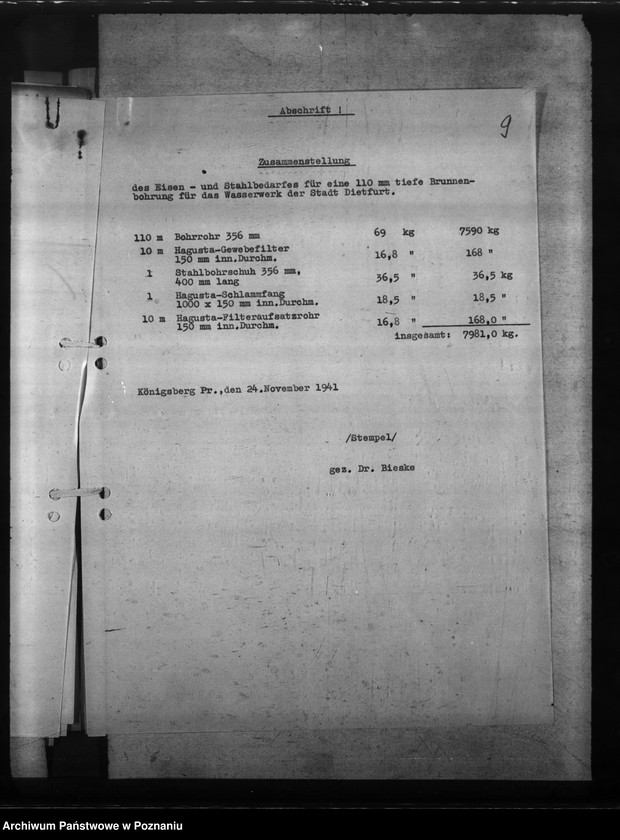 Abschrift !
9
Zusammenstellung
des Eisen - und Stahlbedarfes für eine 110 mm tiefe Brunnen-
bohrung für das Wasserwerk der Stadt Dietfurt.
110 m Bohrrohr 356 mm 69 kg 7590 kg
10 m Hagusta-Gewebefilter
150 mm inn.Durchm. 16,8 " 168 "
1 Stahlbohrschuh 356 mm,
400 mm lang 36,5 " 36,5 kg
1 Hagusta-Schlammfang
1000 x 150 mm inn.Durchm. 18,5 " 18,5 "
10 m Hagusta-Filteraufsatzrohr
150 mm inn.Durchm. 16,8 " 168,0 "
insgesamt: 7981,0 kg.
Königsberg Pr.,den 24.November 1941
/Stempel/
gez. Dr. Bieske
Archiwum Państwowe w Poznaniu